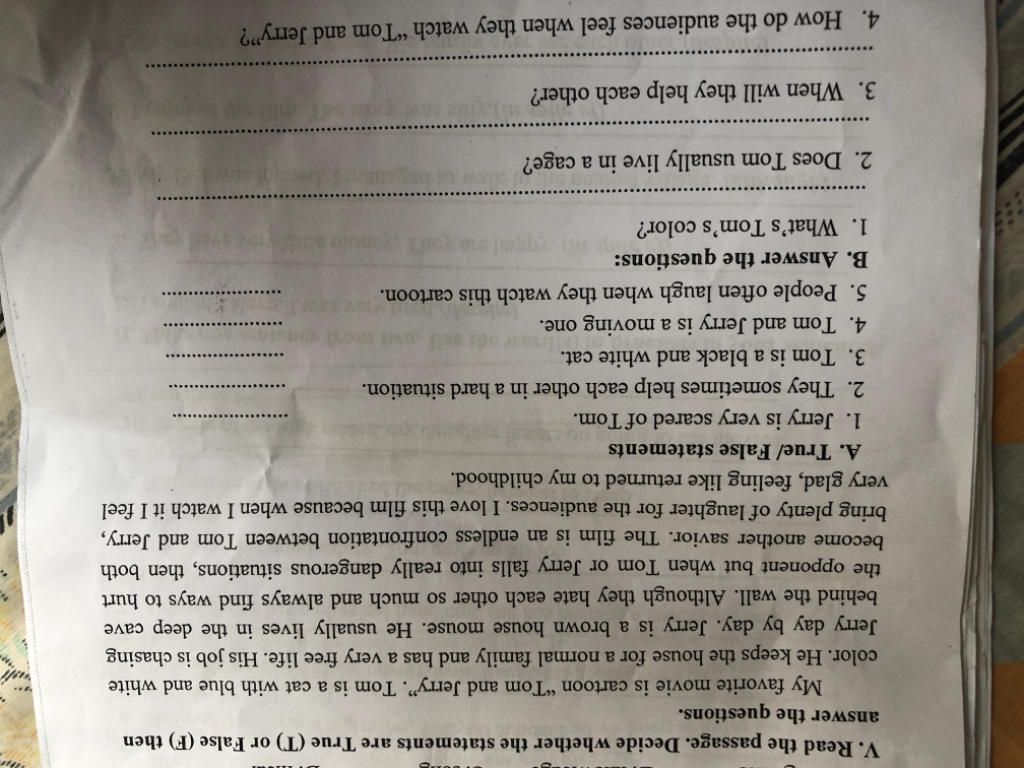 V. Read the passage. Decide whether the statements are True (T) or False (F) then
answer the questions.
My favorite movie is cartoon “Tom and Jerry”. Tom is a cat with blue and white
color. He keeps the house for a normal family and has a very free life. His job is chasing
Jerry day by day. Jerry is a brown house mouse. He usually lives in the deep cave
behind the wall. Although they hate each other so much and always find ways to hurt
the opponent but when Tom or Jerry falls into really dangerous situations, then both
become another savior. The film is an endless confrontation between Tom and Jerry,
bring plenty of laughter for the audiences. I love this film because when I watch it I feel
very glad, feeling like returned to my childhood.
A. True/ False statements
1. Jerry is very scared of Tom. ....................
2. They sometimes help each other in a hard situation. ....................
3. Tom is a black and white cat. ....................
4. Tom and Jerry is a moving one. ....................
5. People often laugh when they watch this cartoon. ....................
B. Answer the questions:
1. What’s Tom’s color?
................................................................................
2. Does Tom usually live in a cage?
................................................................................
3. When will they help each other?
................................................................................
4. How do the audiences feel when they watch “Tom and Jerry”?